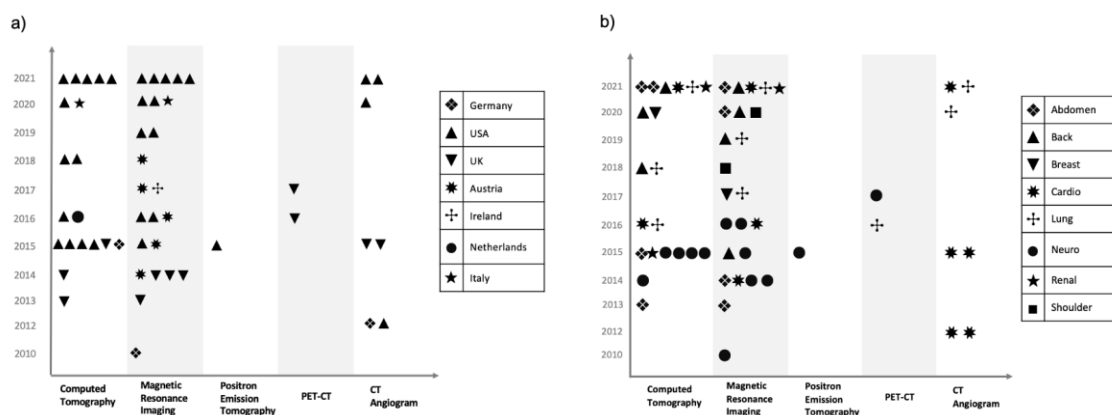 a)
2021
2020
2019
2018
2017
2016
2015
2014
2013
2012
2010
Computed
Tomography
Magnetic
Resonance
Imaging
Positron
Emission
Tomography
PET-CT
CT
Angiogram
Germany
USA
UK
Austria
Ireland
Netherlands
Italy
b)
2021
2020
2019
2018
2017
2016
2015
2014
2013
2012
2010
Computed
Tomography
Magnetic
Resonance
Imaging
Positron
Emission
Tomography
PET-CT
CT
Angiogram
Abdomen
Back
Breast
Cardio
Lung
Neuro
Renal
Shoulder